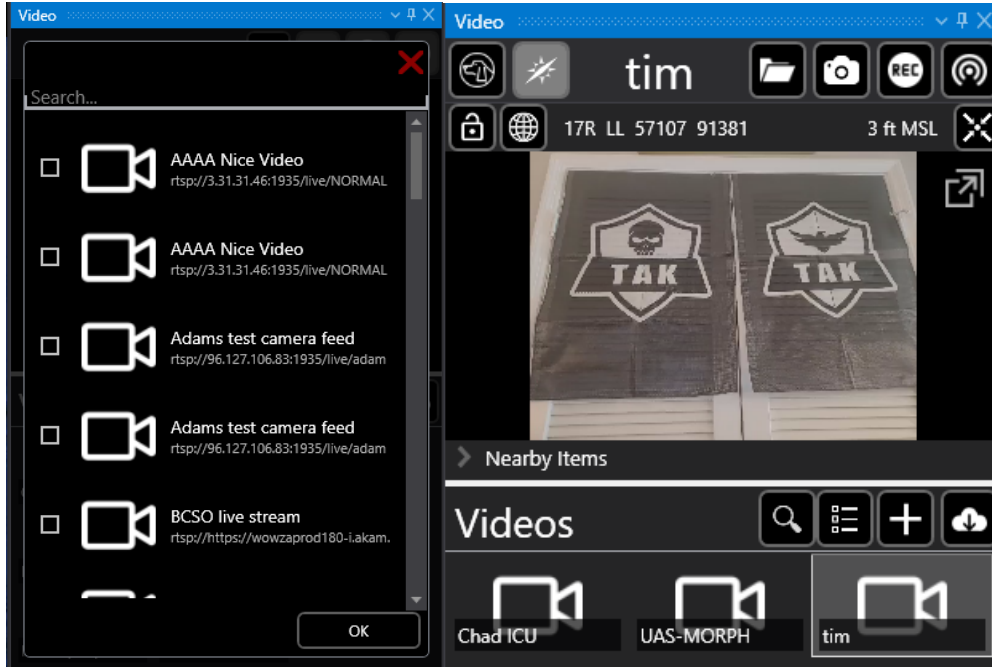 Video
Search...
AAAA Nice Video
rtsp://3.31.31.46:1935/live/NORMAL
AAAA Nice Video
rtsp://3.31.31.46:1935/live/NORMAL
Adams test camera feed
rtsp://96.127.106.83:1935/live/adam
Adams test camera feed
rtsp://96.127.106.83:1935/live/adam
BCSO live stream
rtsp://https://wowzaprod180-i.akam.
OK
Video
tim
REC
17R LL 57107 91381
3 ft MSL
TAK
TAK
Nearby Items
Videos
Chad ICU
UAS-MORPH
tim